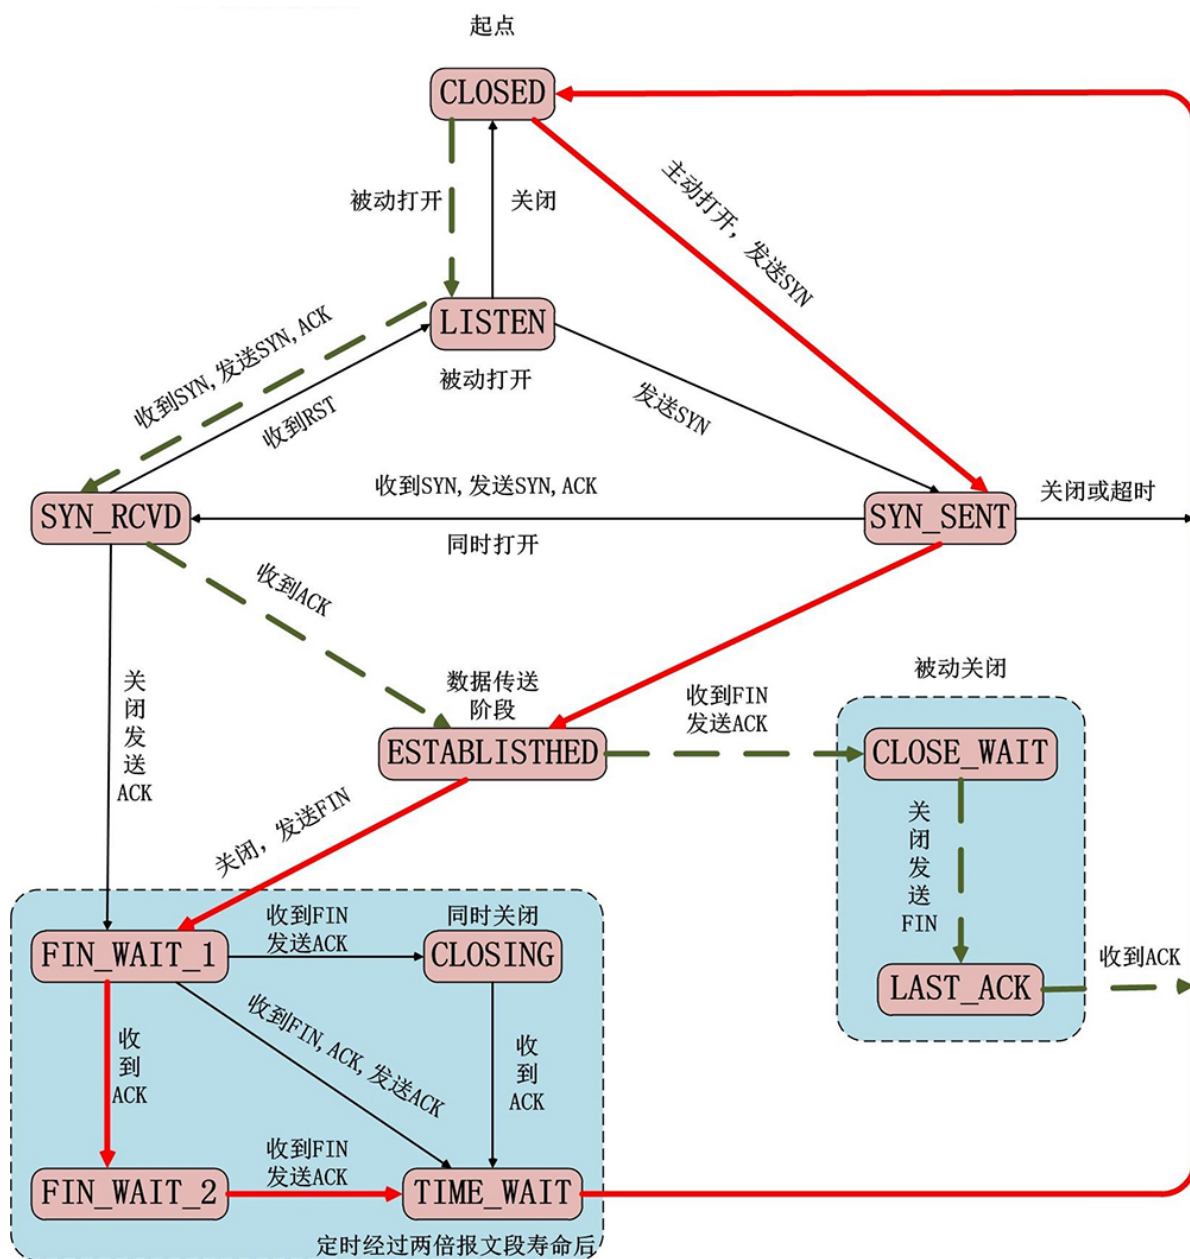 起点
CLOSED
被动打开
关闭
主动打开，发送SYN
LISTEN
被动打开
收到SYN,发送SYN,ACK
收到RST
发送SYN
收到SYN,发送SYN,ACK
关闭或超时
SYN_RCVD
SYN_SENT
同时打开
收到ACK
数据传送
阶段
收到FIN
发送ACK
被动关闭
关
闭
发
送
ACK
ESTABLISTHED
CLOSE_WAIT
关闭，发送FIN
关
闭
发
送
FIN
收到FIN
发送ACK
同时关闭
FIN_WAIT_1
CLOSING
LAST_ACK
收到ACK
收
到
ACK
收到FIN,ACK,发送ACK
收
到
ACK
收到FIN
发送ACK
FIN_WAIT_2
TIME_WAIT
定时经过两倍报文段寿命后